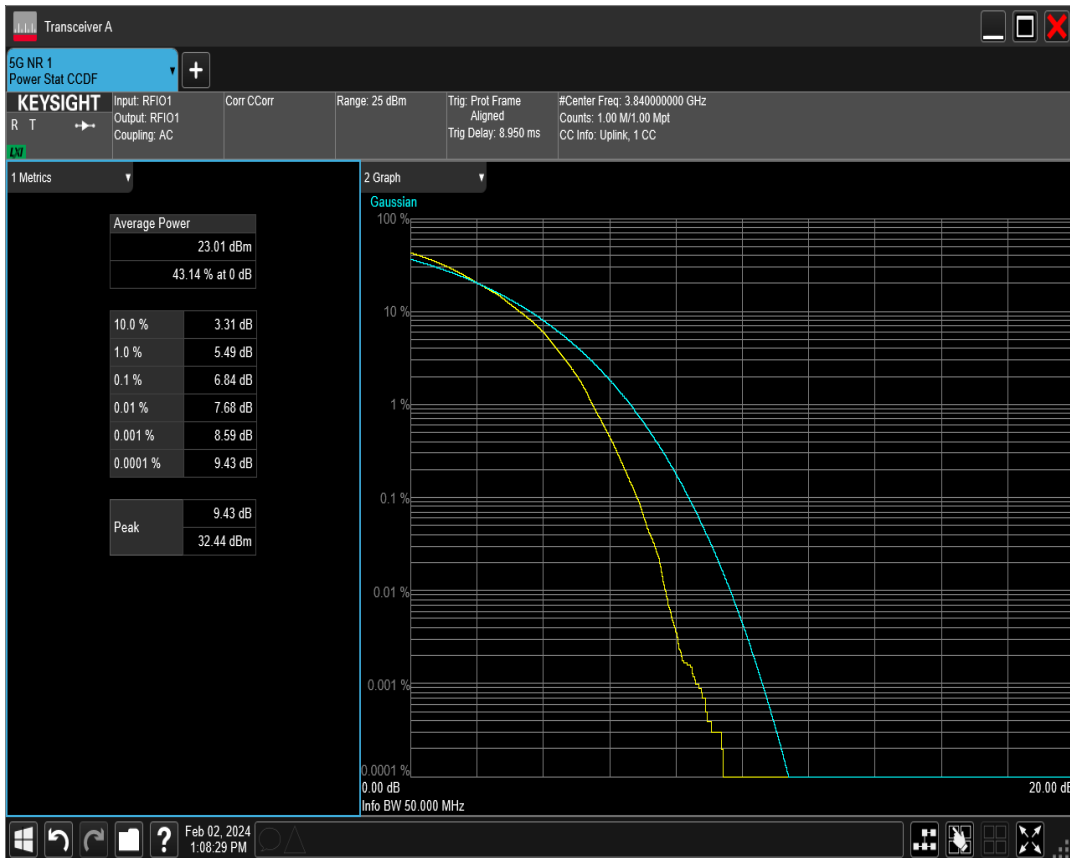 Transceiver A
5G NR 1
Power Stat CCDF
KEYSIGHT
R T
LXI
Input: RFIO1
Output: RFIO1
Coupling: AC
Corr CCorr
Range: 25 dBm
Trig: Prot Frame
Aligned
Trig Delay: 8.950 ms
#Center Freq: 3.840000000 GHz
Counts: 1.00 M/1.00 Mpt
CC Info: Uplink, 1 CC
1 Metrics
Average Power
23.01 dBm
43.14 % at 0 dB
10.0 % 3.31 dB
1.0 % 5.49 dB
0.1 % 6.84 dB
0.01 % 7.68 dB
0.001 % 8.59 dB
0.0001 % 9.43 dB
Peak
9.43 dB
32.44 dBm
2 Graph
Gaussian
100 %
10 %
1 %
0.1 %
0.01 %
0.001 %
0.0001 %
0.00 dB
20.00 dB
Info BW 50.000 MHz
?
Feb 02, 2024
1:08:29 PM